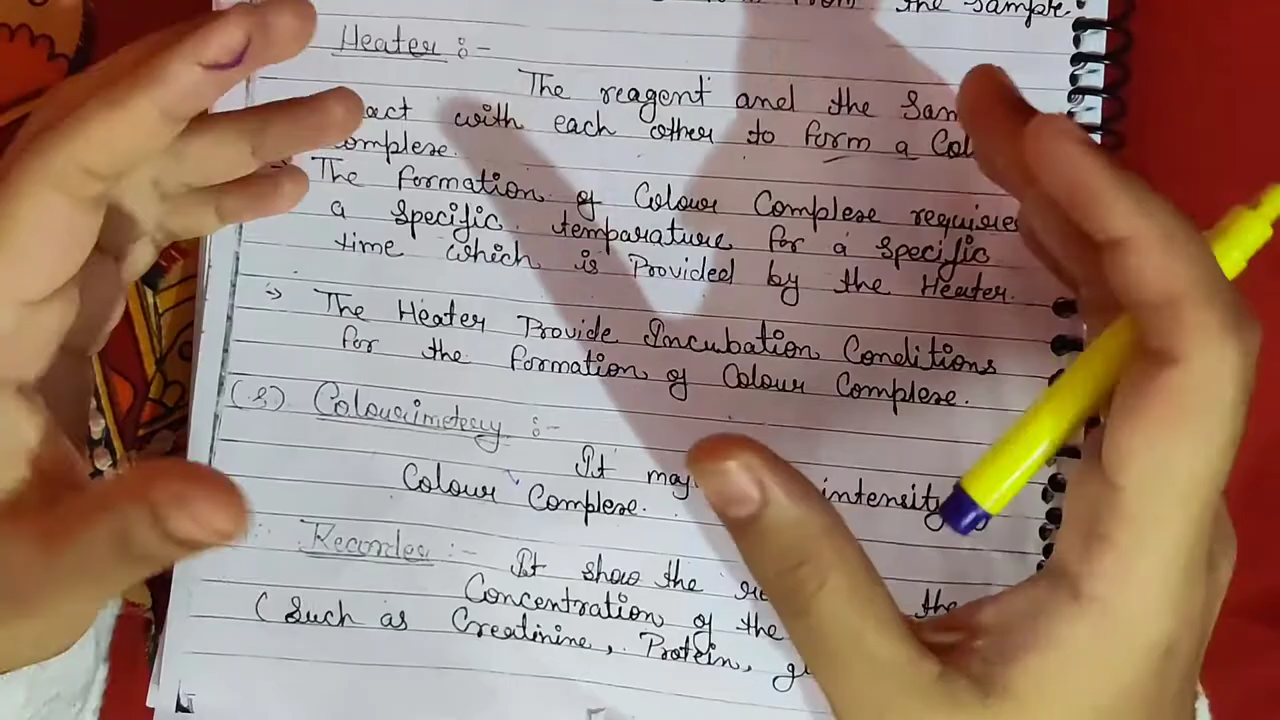 from the sample.
Heater :-
The reagent and the
act with each other to form a
Complese.
The formation of Colour Complese requires
a Specific temparature for a specific
time which is Provided by the Heater.
→ The Heater Provide Incubation Conditions
for the formation of Colour Complese.
Colourimetery :-
It may intensity
Colour Complese.
Recorder :- It show the the
Concentration of the
(Such as Creatinine, Protein,